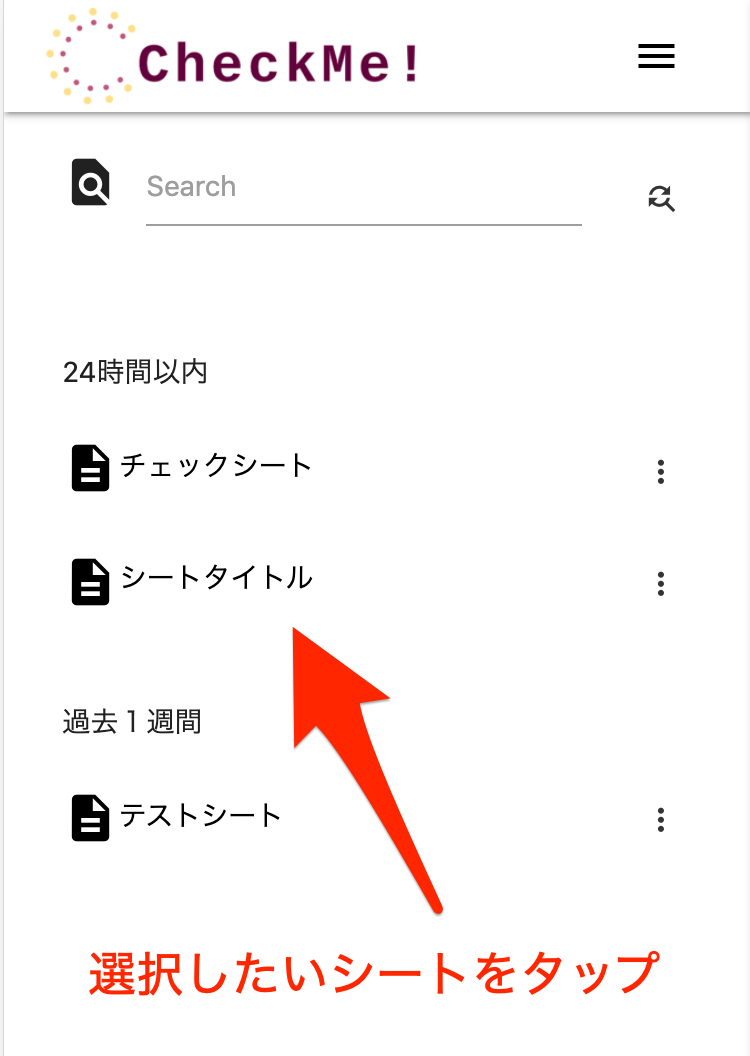 CheckMe!
Search
24時間以内
チェックシート
シートタイトル
過去１週間
テストシート
選択したいシートをタップ